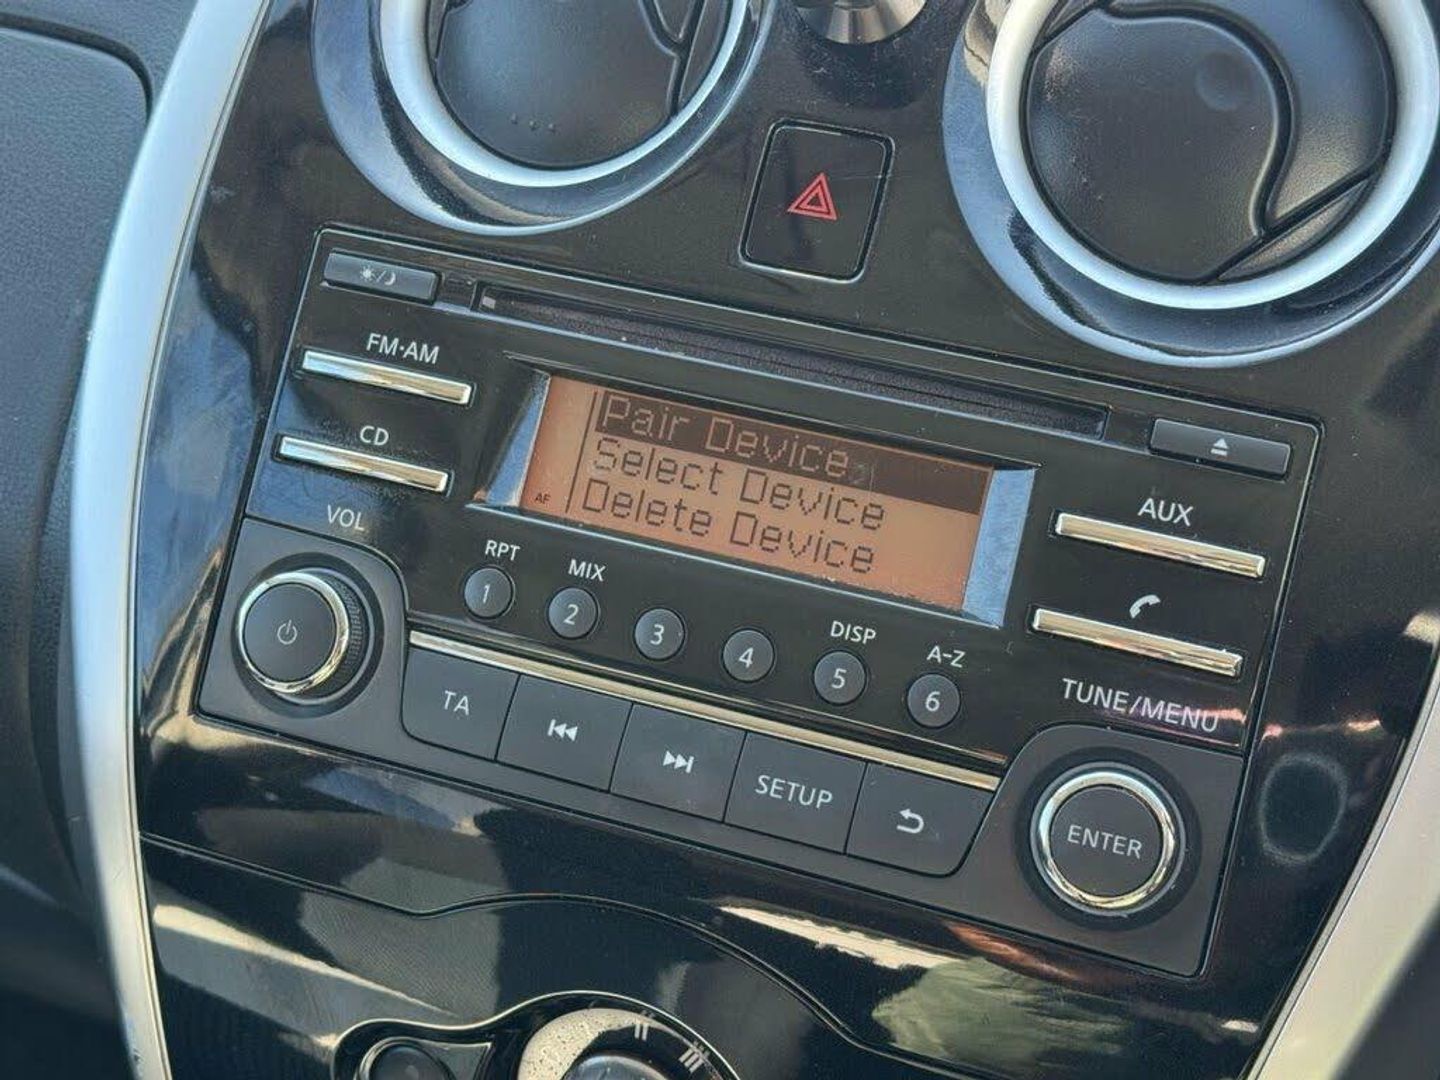 FM·AM
CD
VOL
Pair Device
Select Device
Delete Device
AF
AUX
RPT
MIX
DISP
A-Z
1
2
3
4
5
6
TUNE/MENU
TA
SETUP
ENTER